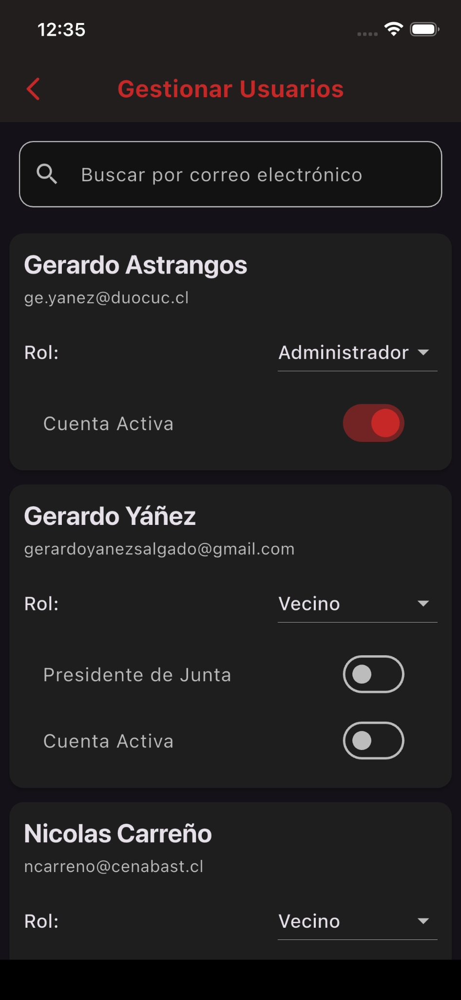 12:35
Gestionar Usuarios
Buscar por correo electrónico
Gerardo Astrangos
ge.yanez@duocuc.cl
Rol: Administrador
Cuenta Activa
Gerardo Yáñez
gerardoyanezsalgado@gmail.com
Rol: Vecino
Presidente de Junta
Cuenta Activa
Nicolas Carreño
ncarreno@cenabast.cl
Rol: Vecino